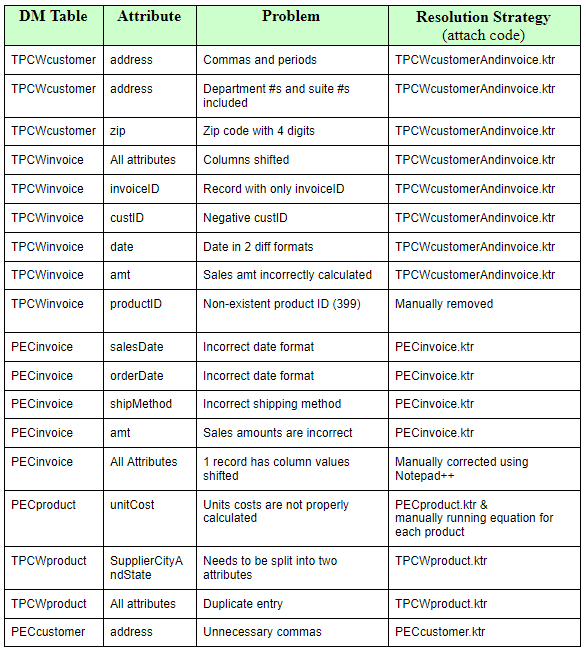 DM Table Attribute Problem Resolution Strategy
(attach code)
TPCWcustomer address Commas and periods TPCWcustomerAndinvoice.ktr
TPCWcustomer address Department #s and suite #s TPCWcustomerAndinvoice.ktr
included
TPCWcustomer zip Zip code with 4 digits TPCWcustomerAndinvoice.ktr
TPCWinvoice All attributes Columns shifted TPCWcustomerAndinvoice.ktr
TPCWinvoice invoiceID Record with only invoiceID TPCWcustomerAndinvoice.ktr
TPCWinvoice custID Negative custID TPCWcustomerAndinvoice.ktr
TPCWinvoice date Date in 2 diff formats TPCWcustomerAndinvoice.ktr
TPCWinvoice amt Sales amt incorrectly calculated TPCWcustomerAndinvoice.ktr
TPCWinvoice productID Non-existent product ID (399) Manually removed
PECinvoice salesDate Incorrect date format PECinvoice.ktr
PECinvoice orderDate Incorrect date format PECinvoice.ktr
PECinvoice shipMethod Incorrect shipping method PECinvoice.ktr
PECinvoice amt Sales amounts are incorrect PECinvoice.ktr
PECinvoice All Attributes 1 record has column values Manually corrected using
shifted Notepad++
PECproduct unitCost Units costs are not properly PECproduct.ktr &
calculated manually running equation for
each product
TPCWproduct SupplierCityA Needs to be split into two TPCWproduct.ktr
ndState attributes
TPCWproduct All attributes Duplicate entry TPCWproduct.ktr
PECcustomer address Unnecessary commas PECcustomer.ktr